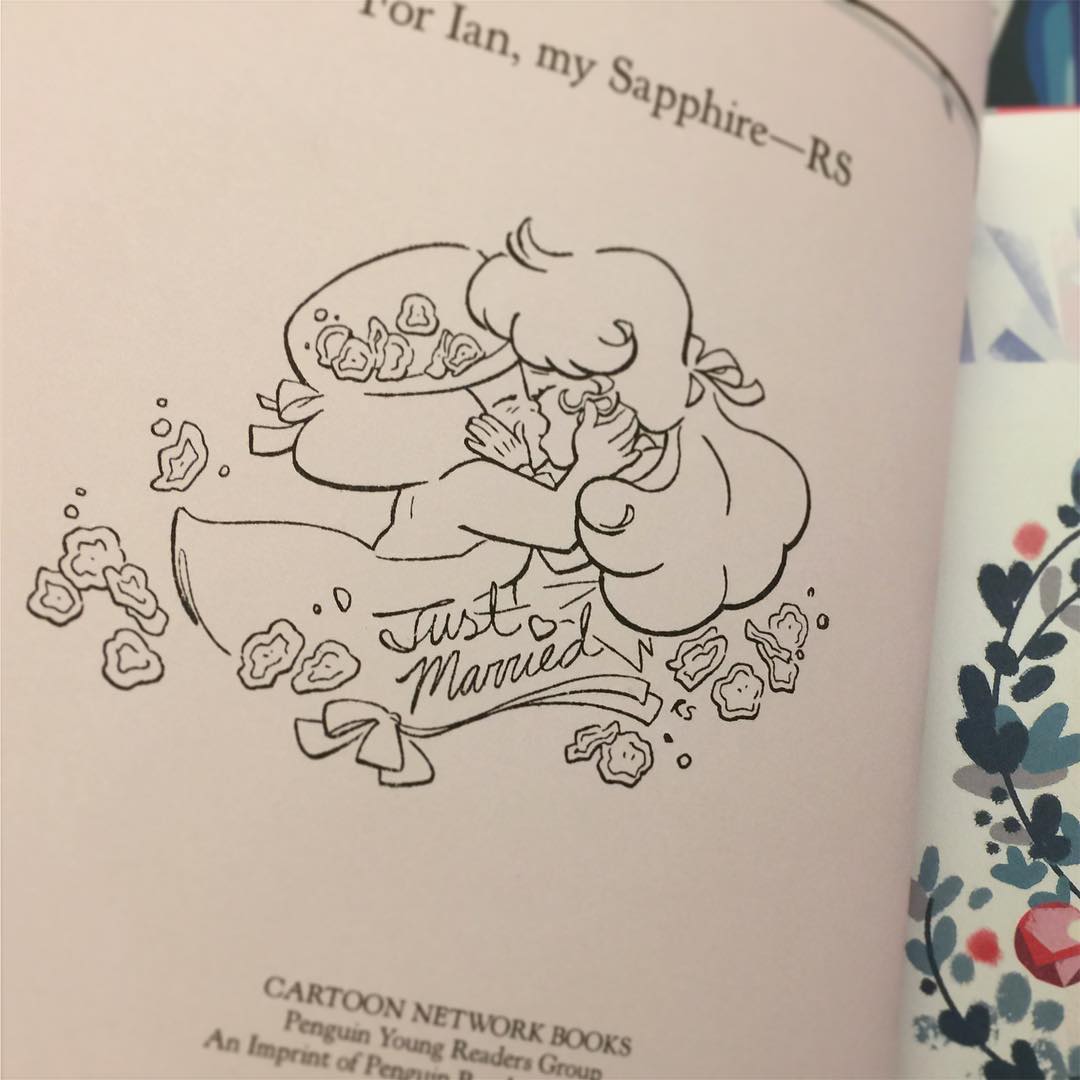 For Ian, my Sapphire—RS
Just
Married
RS
CARTOON NETWORK BOOKS
Penguin Young Readers Group
An Imprint of Penguin